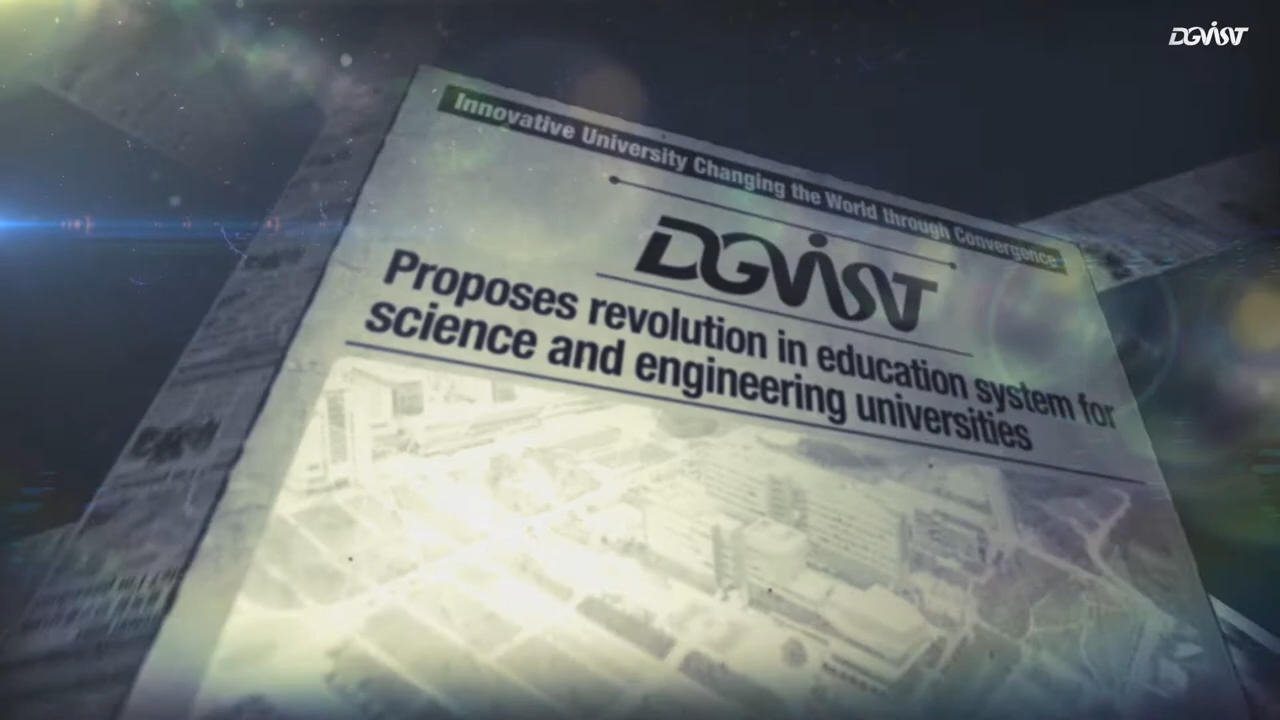 DGIST
Innovative University Changing the World through Convergence
DGIST
Proposes revolution in education system for
science and engineering universities